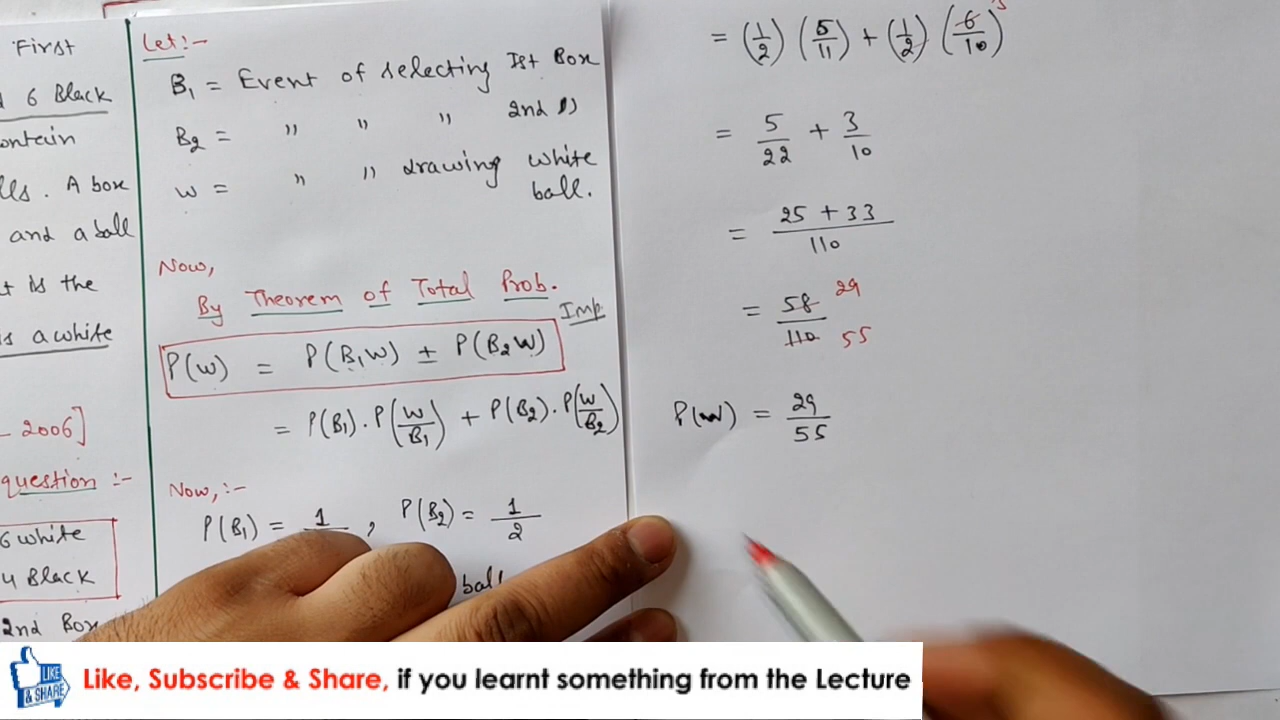 First
6 Black
ontain
lls. A box
and a ball
t is the
is a white
2006]
question :-
6 white
4 Black
2nd Box
Let :-
B₁ = Event of selecting Ist Box
B₂ = " " " 2nd "
W = " " drawing white
ball.
Now,
By Theorem of Total Prob.
Imp.
P(W) = P(B₁W) + P(B₂W)
= P(B₁) . P(W/B₁) + P(B₂) . P(W/B₂)
Now, :-
P(B₁) = 1 , P(B₂) = 1/2
ball
= (1/2) (5/11) + (1/2) (6/10) 3
= 5/22 + 3/10
= 25 + 33 / 110
= 58/110 29 55
P(W) = 29/55
LIKE & SHARE
Like, Subscribe & Share, if you learnt something from the Lecture